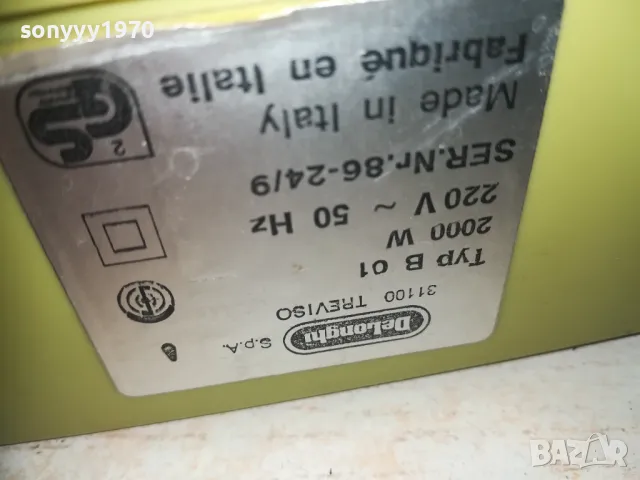 sonyyy1970
DeLonghi S.p.A.
31100 TREVISO
Typ B 01
2000 W
220 V ~ 50 Hz
SER.Nr.86-24/9
Made in Italy
Fabriqué en Italie
2
BAZAR